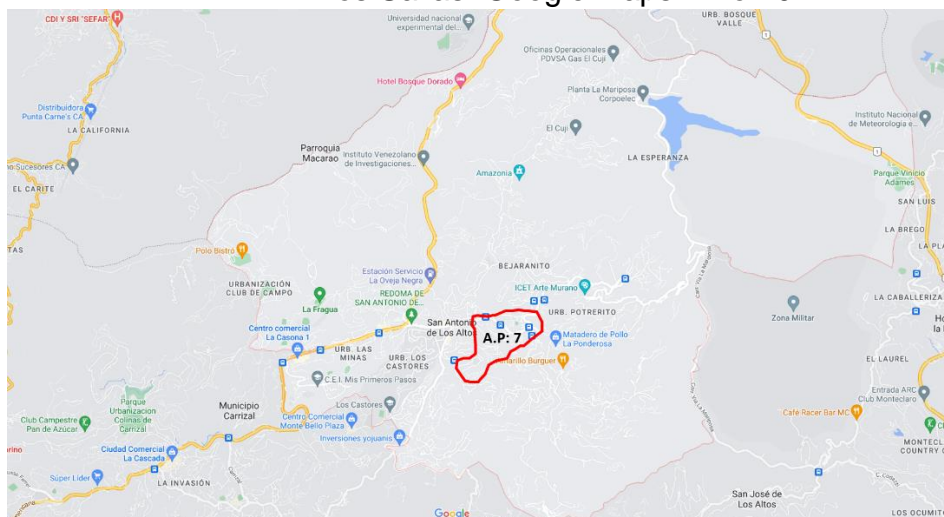 CDI Y SRI "SEFAR"
Universidad nacional
experimental del...
URB. BOSQUE
VALLE
Oficinas Operacionales
PDVSA Gas El Cuji
Hotel Bosque Dorado
Planta La Mariposa
Corpoelec
Distribuidora
Punta Carne's CA
LA CALIFORNIA
Instituto Nacional
de Meteorología e...
El Cuji
Parroquia
Macarao
Instituto Venezolano
de Investigaciones...
LA ESPERANZA
Sucesores CA
EL CARITE
Amazonia
Parque Vinicio
Adames
SAN LUIS
LA BREGO
TAS
Polo Bistró
BEJARANITO
Estación Servicio
La Oveja Negra
URBANIZACIÓN
CLUB DE CAMPO
ICET Arte Murano
REDOMA DE
SAN ANTONIO DE...
La Fragua
URB. POTRERITO
LA CABALLERIZA
Zona Militar
San Antonio
de Los Altos
A.P: 7
Centro comercial
La Casona 1
Matadero de Pollo
La Ponderosa
URB. LAS
MINAS
URB. LOS
CASTORES
Amarillo Burguer
EL LAUREL
C.E.I. Mis Primeros Pasos
Entrada ARC
Club Monteclaro
Parque
Urbanizacion
Colinas de
Carrizal
Municipio
Carrizal
Los Castores
Café Racer Bar MC
Club Campestre
Pan de Azúcar
Centro Comercial
Monte Bello Plaza
Inversiones yojuanis
Ciudad Comercial
La Cascada
Súper Líder
LA INVASIÓN
San José de
Los Altos
LOS OCUMITO
Google